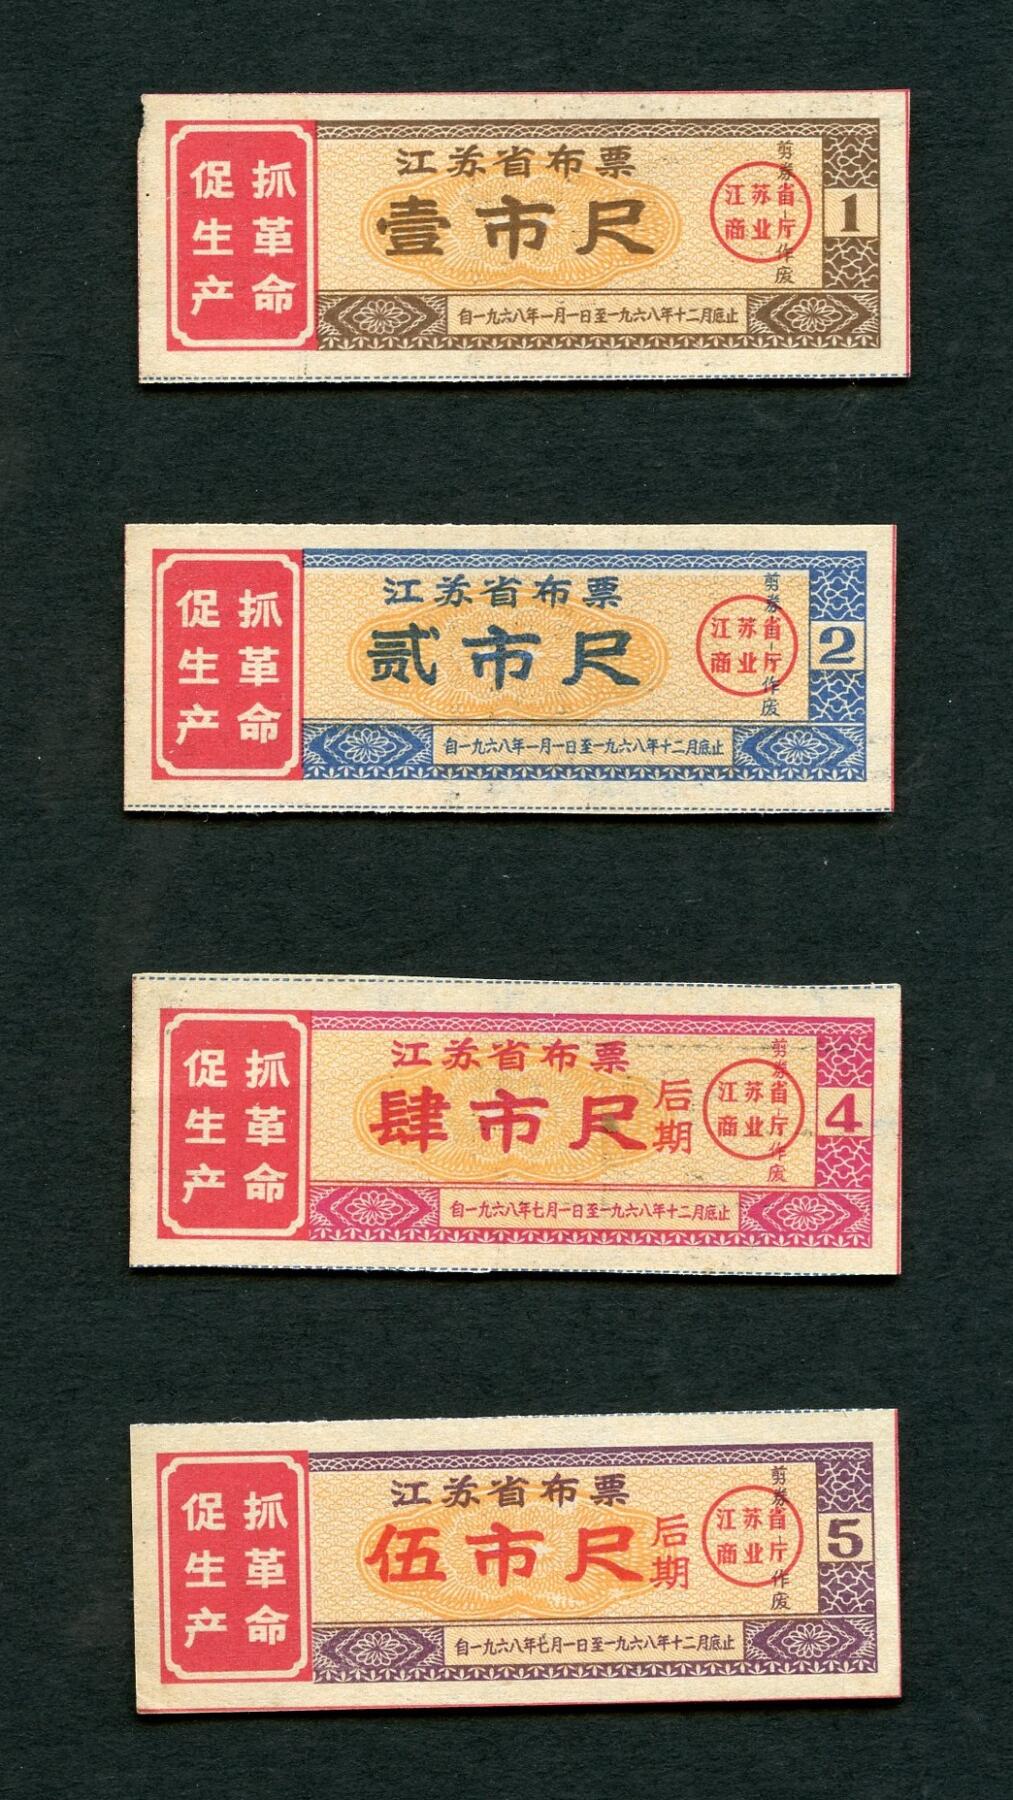 抓革命
促生产
江苏省布票
壹市尺
自一九六八年一月一日至一九六八年十二月底止
江苏省
商业厅
剪券一作废
1
抓革命
促生产
江苏省布票
贰市尺
自一九六八年一月一日至一九六八年十二月底止
江苏省
商业厅
剪券一作废
2
抓革命
促生产
江苏省布票
肆市尺
后期
自一九六八年七月一日至一九六八年十二月底止
江苏省
商业厅
剪券一作废
4
抓革命
促生产
江苏省布票
伍市尺
后期
自一九六八年七月一日至一九六八年十二月底止
江苏省
商业厅
剪券一作废
5